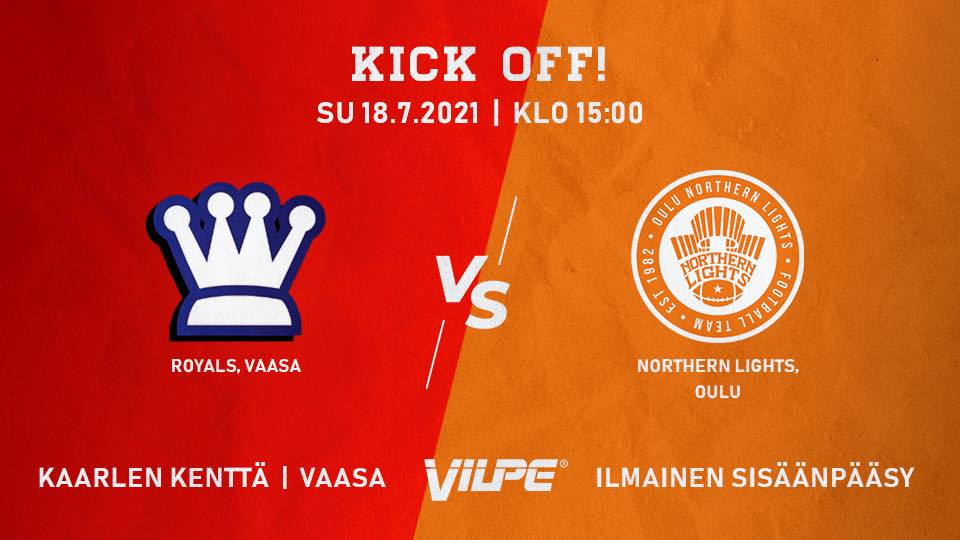 KICK OFF!
SU 18.7.2021 | KLO 15:00
VS
OULU NORTHERN LIGHTS • FOOTBALL TEAM • EST 1982 •
NORTHERN
LIGHTS
ROYALS, VAASA
NORTHERN LIGHTS,
OULU
KAARLEN KENTTÄ | VAASA
VILPE®
ILMAINEN SISÄÄNPÄÄSY